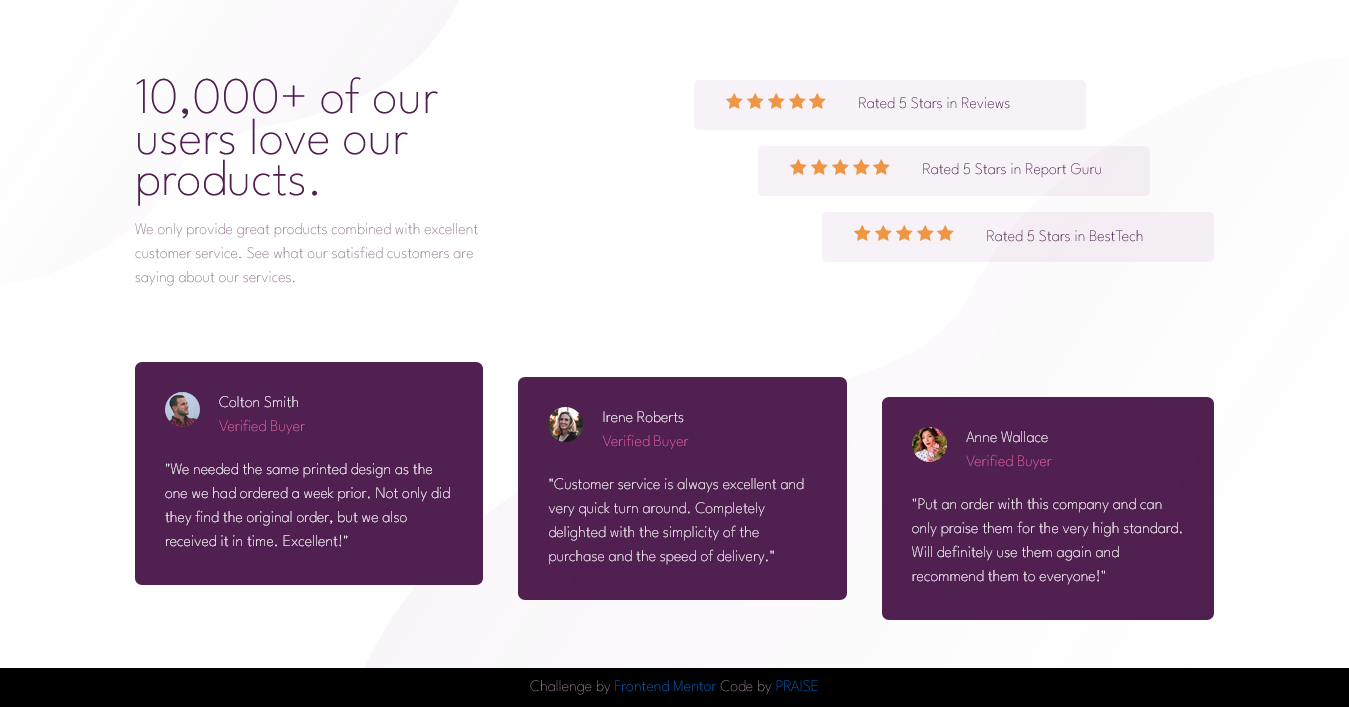 10,000+ of our
users love our
products.
We only provide great products combined with excellent
customer service. See what our satisfied customers are
saying about our services.
Rated 5 Stars in Reviews
Rated 5 Stars in Report Guru
Rated 5 Stars in BestTech
Colton Smith
Verified Buyer
"We needed the same printed design as the
one we had ordered a week prior. Not only did
they find the original order, but we also
received it in time. Excellent!"
Irene Roberts
Verified Buyer
"Customer service is always excellent and
very quick turn around. Completely
delighted with the simplicity of the
purchase and the speed of delivery."
Anne Wallace
Verified Buyer
"Put an order with this company and can
only praise them for the very high standard.
Will definitely use them again and
recommend them to everyone!"
Challenge by Frontend Mentor Code by PRAISE